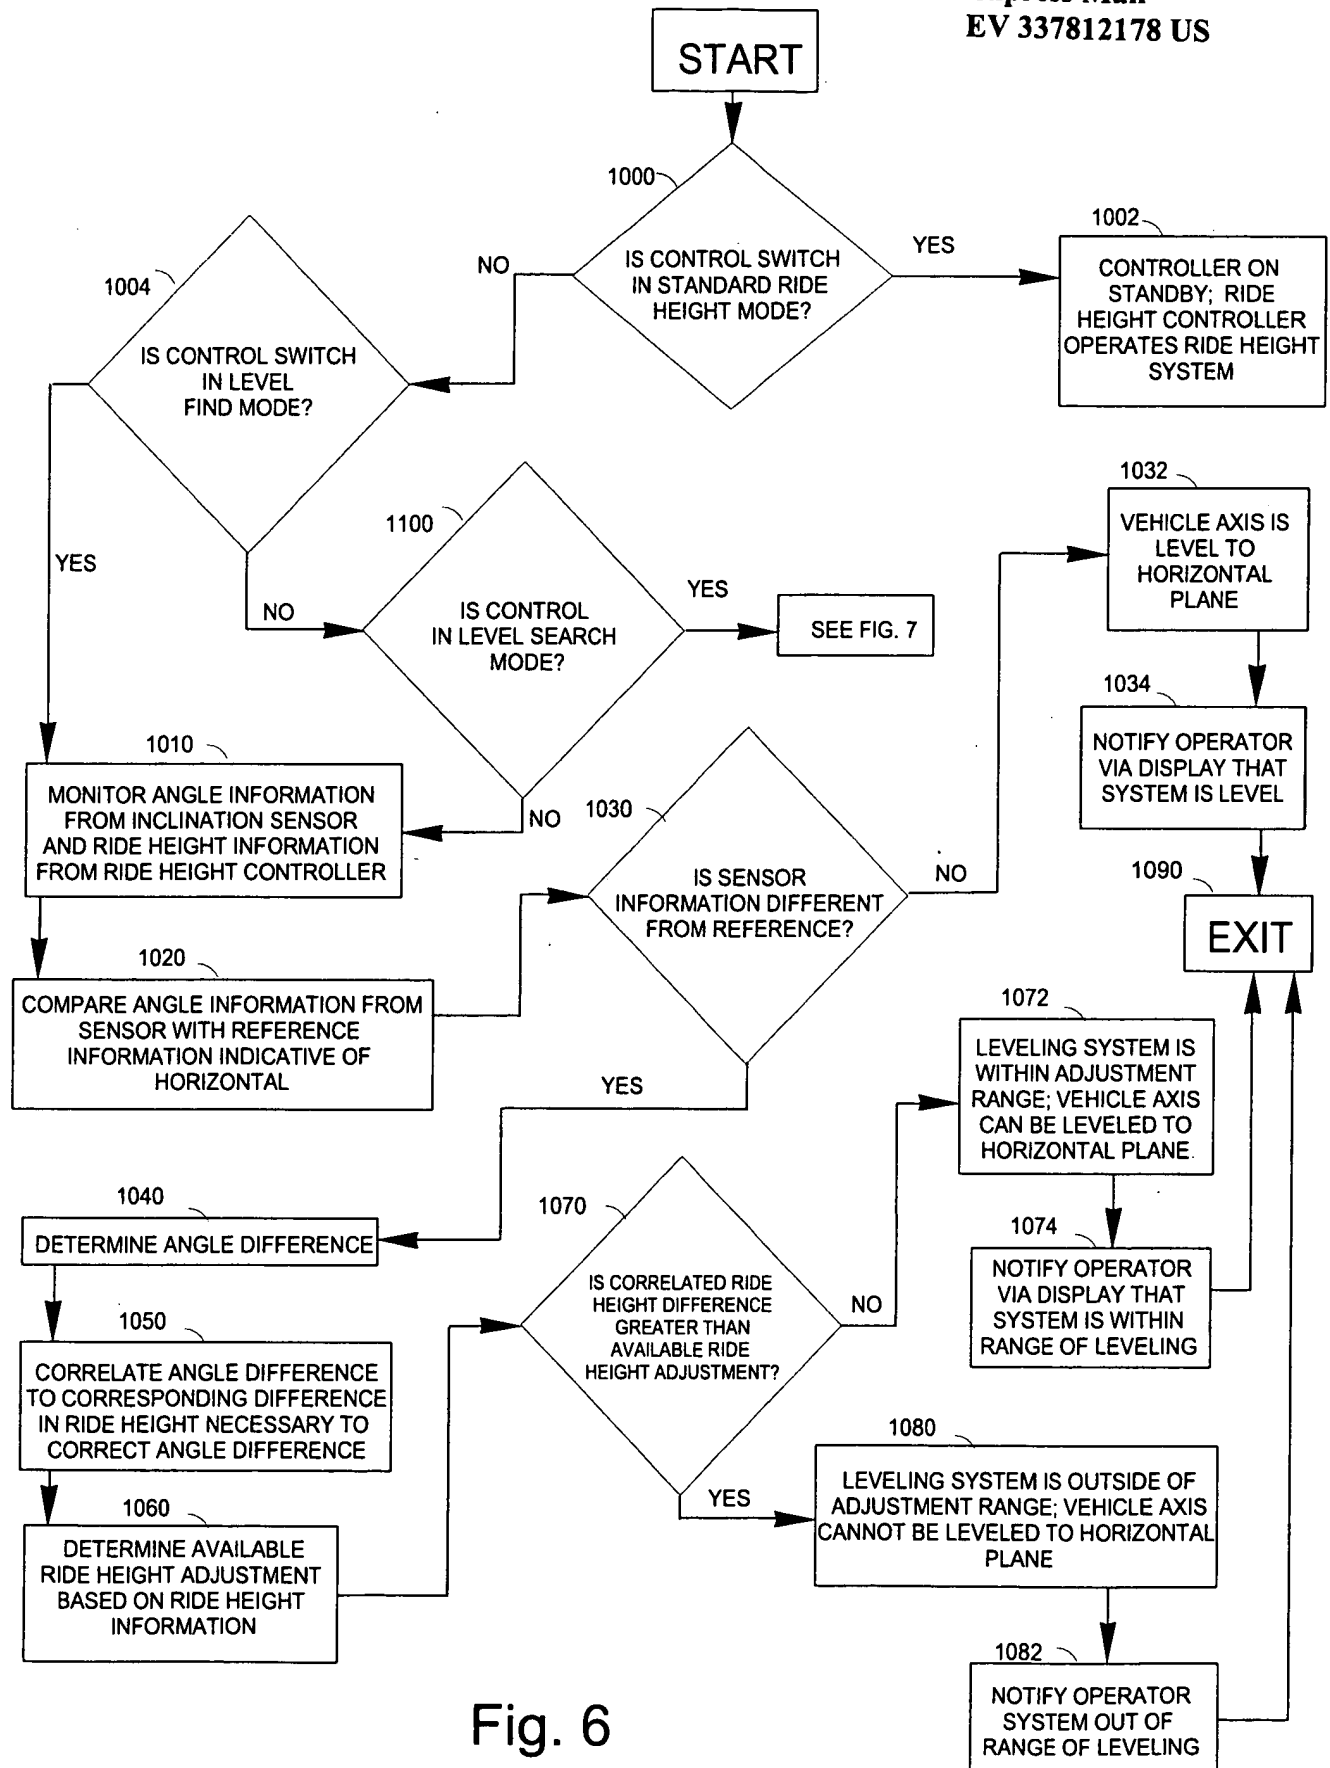 EV 337812178 US
START
1000
IS CONTROL SWITCH
IN STANDARD RIDE
HEIGHT MODE?
YES
NO
1002
CONTROLLER ON
STANDBY; RIDE
HEIGHT CONTROLLER
OPERATES RIDE HEIGHT
SYSTEM
1004
IS CONTROL SWITCH
IN LEVEL
FIND MODE?
YES
NO
1100
IS CONTROL
IN LEVEL SEARCH
MODE?
YES
SEE FIG. 7
NO
1010
MONITOR ANGLE INFORMATION
FROM INCLINATION SENSOR
AND RIDE HEIGHT INFORMATION
FROM RIDE HEIGHT CONTROLLER
1020
COMPARE ANGLE INFORMATION FROM
SENSOR WITH REFERENCE
INFORMATION INDICATIVE OF
HORIZONTAL
1030
IS SENSOR
INFORMATION DIFFERENT
FROM REFERENCE?
NO
YES
1032
VEHICLE AXIS IS
LEVEL TO
HORIZONTAL
PLANE
1034
NOTIFY OPERATOR
VIA DISPLAY THAT
SYSTEM IS LEVEL
1090
EXIT
1040
DETERMINE ANGLE DIFFERENCE
1050
CORRELATE ANGLE DIFFERENCE
TO CORRESPONDING DIFFERENCE
IN RIDE HEIGHT NECESSARY TO
CORRECT ANGLE DIFFERENCE
1060
DETERMINE AVAILABLE
RIDE HEIGHT ADJUSTMENT
BASED ON RIDE HEIGHT
INFORMATION
1070
IS CORRELATED RIDE
HEIGHT DIFFERENCE
GREATER THAN
AVAILABLE RIDE
HEIGHT ADJUSTMENT?
NO
YES
1072
LEVELING SYSTEM IS
WITHIN ADJUSTMENT
RANGE; VEHICLE AXIS
CAN BE LEVELED TO
HORIZONTAL PLANE.
1074
NOTIFY OPERATOR
VIA DISPLAY THAT
SYSTEM IS WITHIN
RANGE OF LEVELING
1080
LEVELING SYSTEM IS OUTSIDE OF
ADJUSTMENT RANGE; VEHICLE AXIS
CANNOT BE LEVELED TO HORIZONTAL
PLANE
1082
NOTIFY OPERATOR
SYSTEM OUT OF
RANGE OF LEVELING
Fig. 6